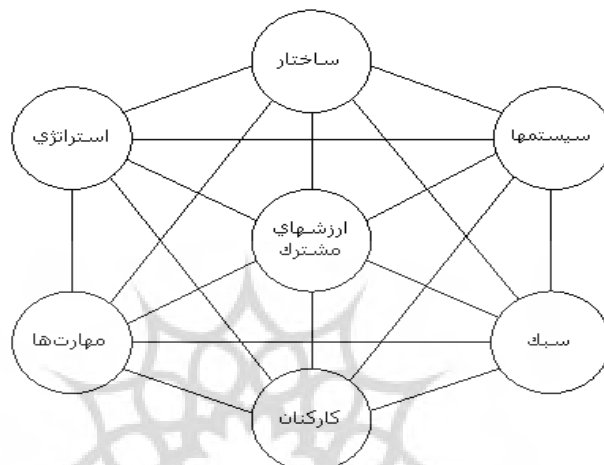 ساختار
سيستمها
استراتژي
ارزشهاي
مشترك
مهارت‌ها
سبك
كاركنان